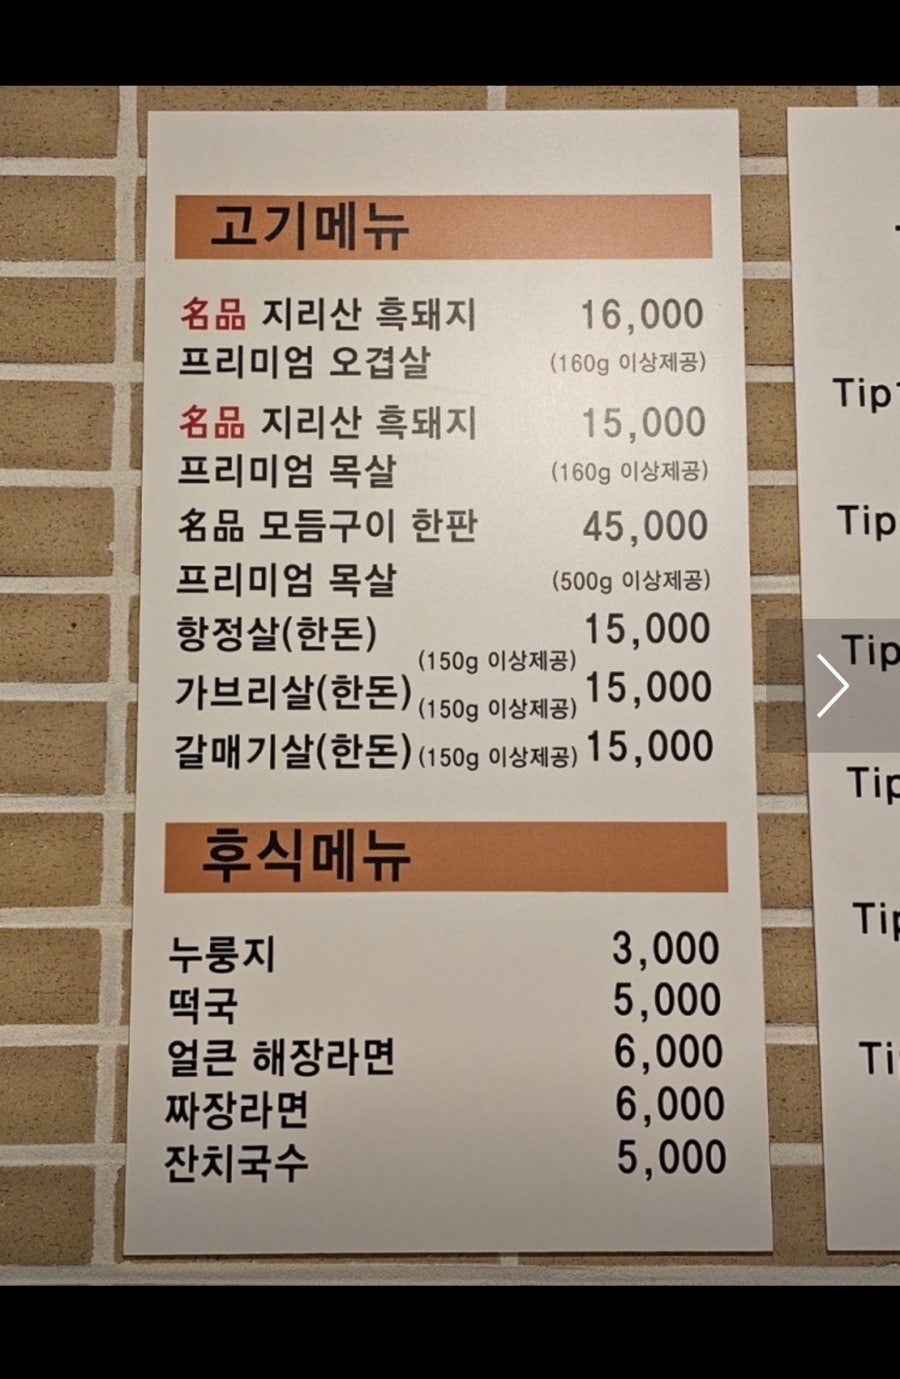 고기메뉴
名品 지리산 흑돼지 16,000
프리미엄 오겹살 (160g 이상제공)
名品 지리산 흑돼지 15,000
프리미엄 목살 (160g 이상제공)
名品 모듬구이 한판 45,000
프리미엄 목살 (500g 이상제공)
항정살(한돈) (150g 이상제공) 15,000
가브리살(한돈) (150g 이상제공) 15,000
갈매기살(한돈) (150g 이상제공) 15,000
후식메뉴
누룽지 3,000
떡국 5,000
얼큰 해장라면 6,000
짜장라면 6,000
잔치국수 5,000
Tip
Tip
Tip
Tip
Tip